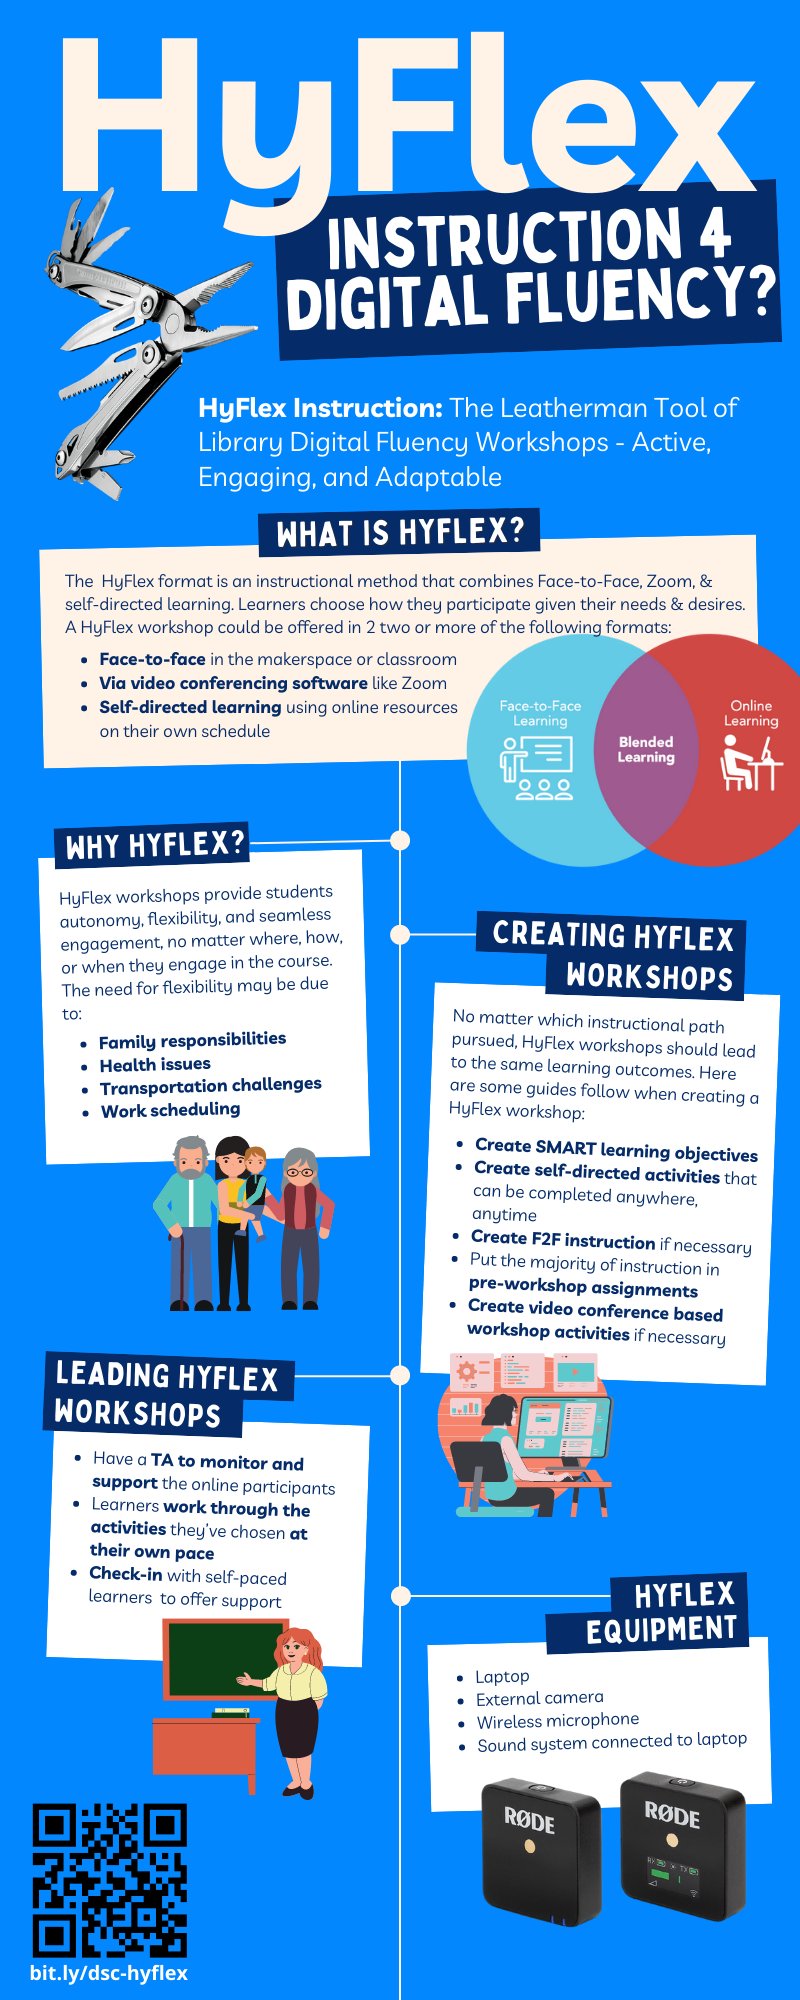 HyFlex
INSTRUCTION 4
DIGITAL FLUENCY?
HyFlex Instruction: The Leatherman Tool of
Library Digital Fluency Workshops - Active,
Engaging, and Adaptable
WHAT IS HYFLEX?
The HyFlex format is an instructional method that combines Face-to-Face, Zoom, &
self-directed learning. Learners choose how they participate given their needs & desires.
A HyFlex workshop could be offered in 2 two or more of the following formats:
• Face-to-face in the makerspace or classroom
• Via video conferencing software like Zoom
• Self-directed learning using online resources
on their own schedule
Face-to-Face
Learning
Blended
Learning
Online
Learning
WHY HYFLEX?
HyFlex workshops provide students
autonomy, flexibility, and seamless
engagement, no matter where, how,
or when they engage in the course.
The need for flexibility may be due
to:
• Family responsibilities
• Health issues
• Transportation challenges
• Work scheduling
CREATING HYFLEX
WORKSHOPS
No matter which instructional path
pursued, HyFlex workshops should lead
to the same learning outcomes. Here
are some guides follow when creating a
HyFlex workshop:
• Create SMART learning objectives
• Create self-directed activities that
can be completed anywhere,
anytime
• Create F2F instruction if necessary
• Put the majority of instruction in
pre-workshop assignments
• Create video conference based
workshop activities if necessary
LEADING HYFLEX
WORKSHOPS
• Have a TA to monitor and
support the online participants
• Learners work through the
activities they've chosen at
their own pace
• Check-in with self-paced
learners to offer support
HYFLEX
EQUIPMENT
• Laptop
• External camera
• Wireless microphone
• Sound system connected to laptop
RØDE
RØDE
RX TX
bit.ly/dsc-hyflex